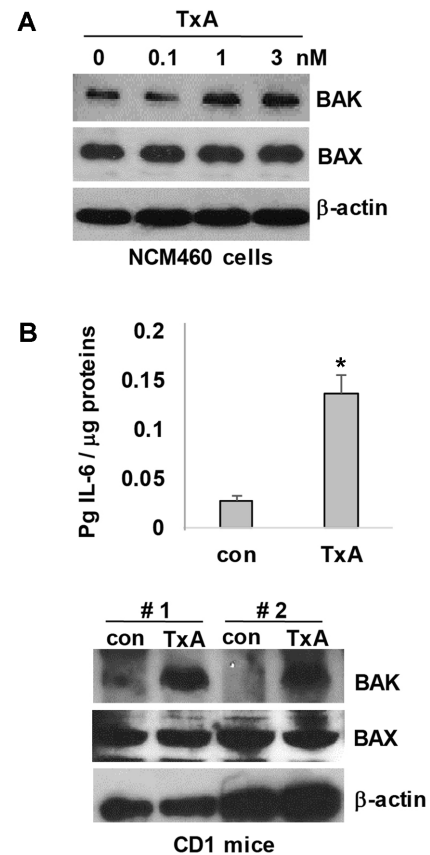 A
TxA
0 0.1 1 3 nM
BAK
BAX
β-actin
NCM460 cells
B
Pg IL-6 / μg proteins
0.2
0.15
0.1
0.05
0
*
con TxA
# 1 # 2
con TxA con TxA
BAK
BAX
β-actin
CD1 mice